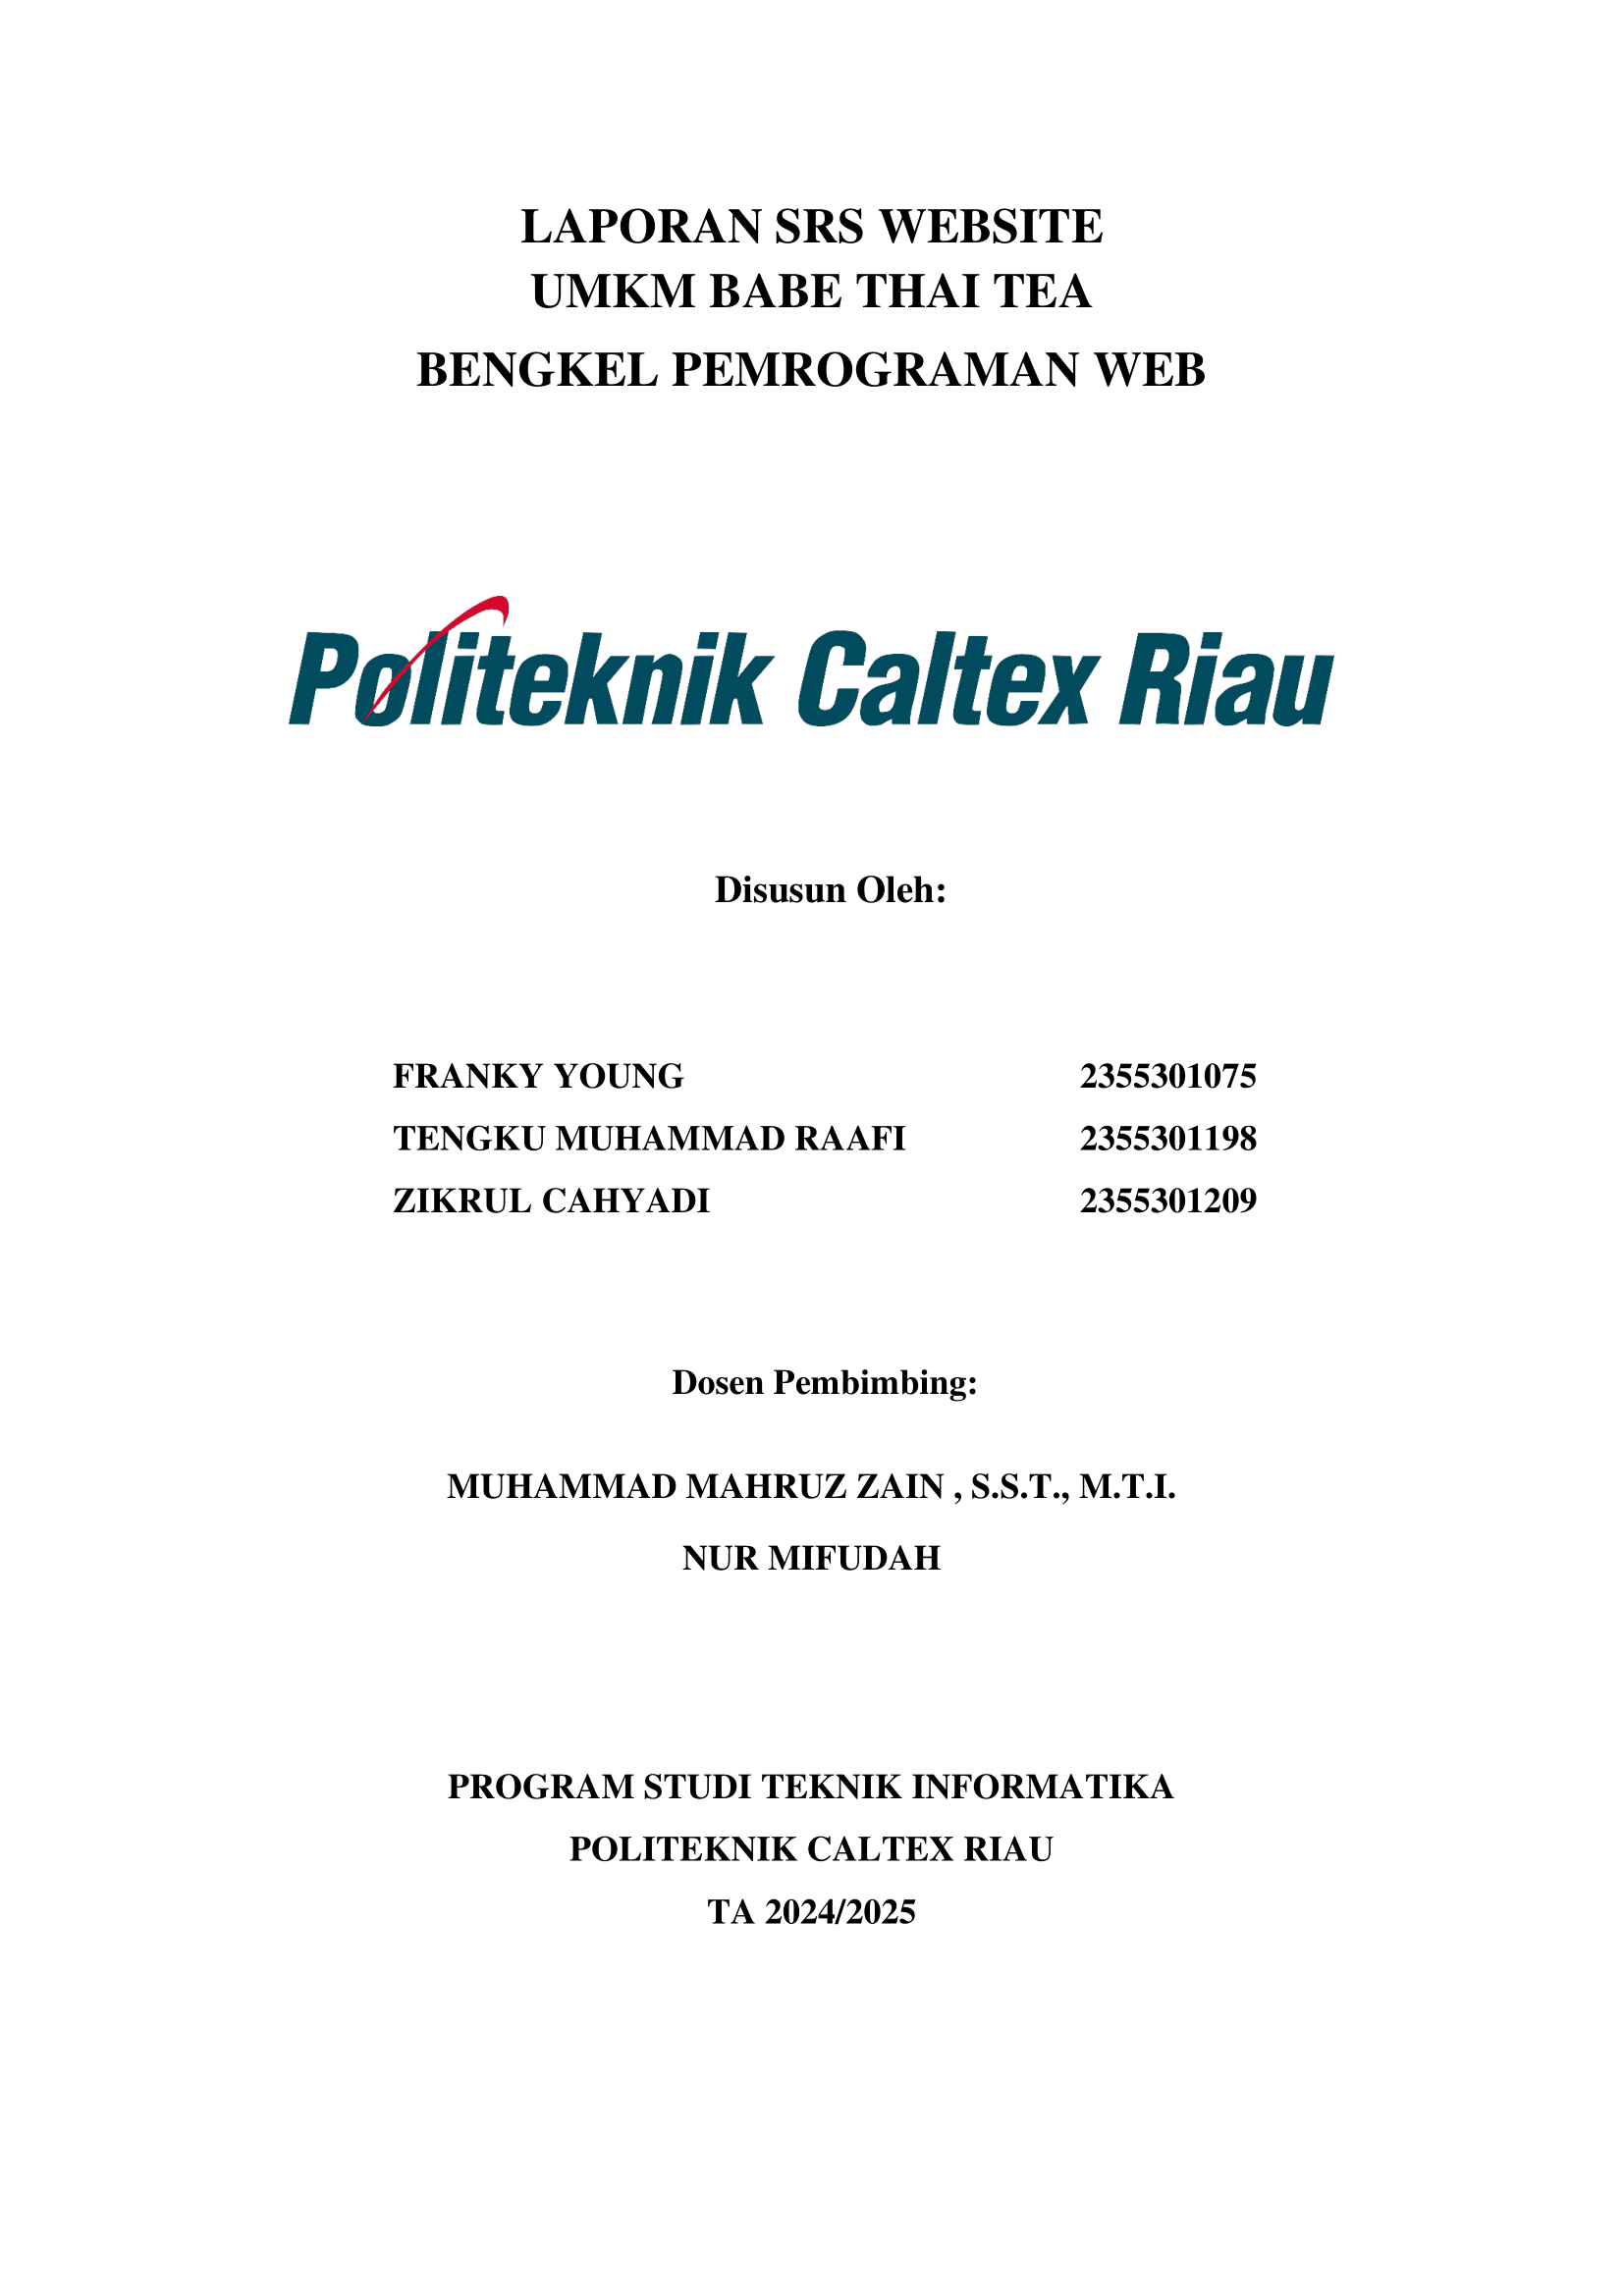 LAPORAN SRS WEBSITE
UMKM BABE THAI TEA
BENGKEL PEMROGRAMAN WEB
Politeknik Caltex Riau
Disusun Oleh:
FRANKY YOUNG 2355301075
TENGKU MUHAMMAD RAAFI 2355301198
ZIKRUL CAHYADI 2355301209
Dosen Pembimbing:
MUHAMMAD MAHRUZ ZAIN , S.S.T., M.T.I.
NUR MIFUDAH
PROGRAM STUDI TEKNIK INFORMATIKA
POLITEKNIK CALTEX RIAU
TA 2024/2025